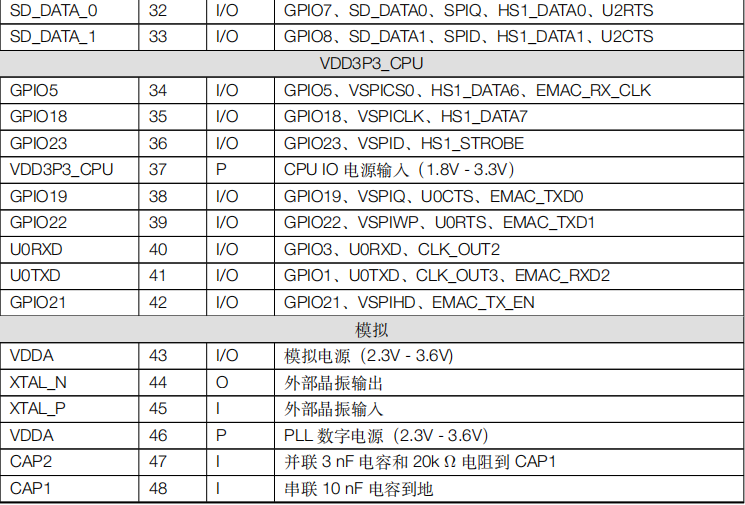 SD_DATA_0 32 I/O GPIO7、SD_DATA0、SPIQ、HS1_DATA0、U2RTS
SD_DATA_1 33 I/O GPIO8、SD_DATA1、SPID、HS1_DATA1、U2CTS
VDD3P3_CPU
GPIO5 34 I/O GPIO5、VSPICS0、HS1_DATA6、EMAC_RX_CLK
GPIO18 35 I/O GPIO18、VSPICLK、HS1_DATA7
GPIO23 36 I/O GPIO23、VSPID、HS1_STROBE
VDD3P3_CPU 37 P CPU IO 电源输入（1.8V - 3.3V）
GPIO19 38 I/O GPIO19、VSPIQ、U0CTS、EMAC_TXD0
GPIO22 39 I/O GPIO22、VSPIWP、U0RTS、EMAC_TXD1
U0RXD 40 I/O GPIO3、U0RXD、CLK_OUT2
U0TXD 41 I/O GPIO1、U0TXD、CLK_OUT3、EMAC_RXD2
GPIO21 42 I/O GPIO21、VSPIHD、EMAC_TX_EN
模拟
VDDA 43 I/O 模拟电源（2.3V - 3.6V)
XTAL_N 44 O 外部晶振输出
XTAL_P 45 I 外部晶振输入
VDDA 46 P PLL 数字电源（2.3V - 3.6V）
CAP2 47 I 并联 3 nF 电容和 20k Ω 电阻到 CAP1
CAP1 48 I 串联 10 nF 电容到地